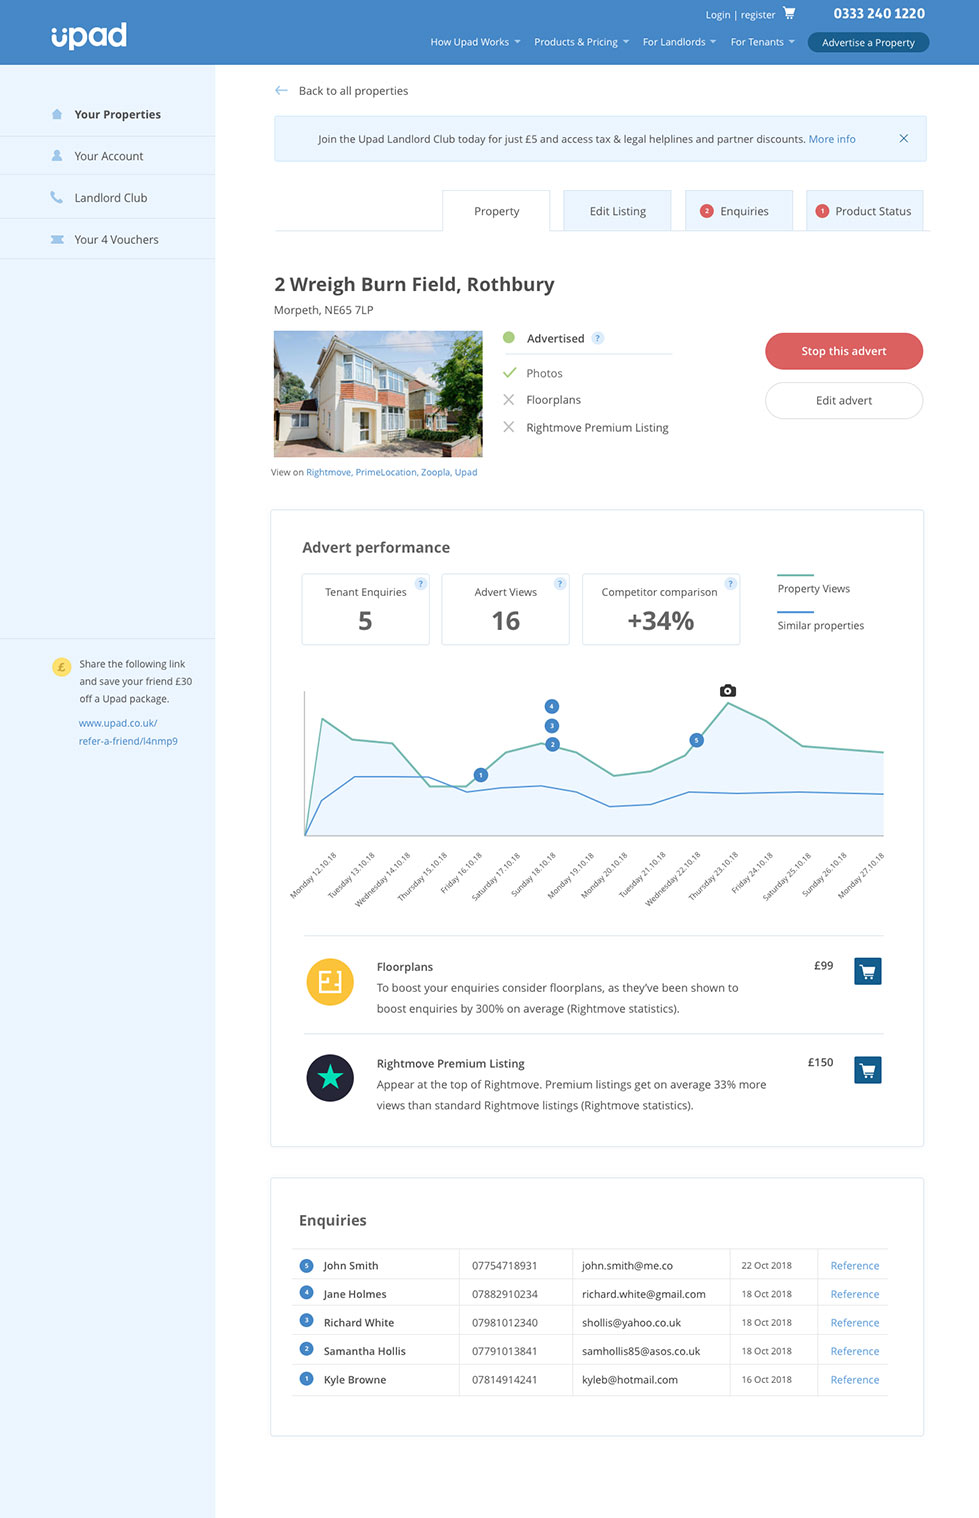 Login | register
0333 240 1220
upad
How Upad Works
Products & Pricing
For Landlords
For Tenants
Advertise a Property
Your Properties
Your Account
Landlord Club
Your 4 Vouchers
£
Share the following link
and save your friend £30
off a Upad package.
www.upad.co.uk/
refer-a-friend/l4nmp9
Back to all properties
Join the Upad Landlord Club today for just £5 and access tax & legal helplines and partner discounts. More info
Property
Edit Listing
2 Enquiries
1 Product Status
2 Wreigh Burn Field, Rothbury
Morpeth, NE65 7LP
Advertised ?
Photos
Floorplans
Rightmove Premium Listing
Stop this advert
Edit advert
View on Rightmove, PrimeLocation, Zoopla, Upad
Advert performance
Tenant Enquiries ?
5
Advert Views ?
16
Competitor comparison ?
+34%
Property Views
Similar properties
4
3
2
5
1
Monday 12.10.18
Tuesday 13.10.18
Wednesday 14.10.18
Thursday 15.10.18
Friday 16.10.18
Saturday 17.10.18
Sunday 18.10.18
Monday 19.10.18
Monday 20.10.18
Tuesday 21.10.18
Wednesday 22.10.18
Thursday 23.10.18
Friday 24.10.18
Saturday 25.10.18
Sunday 26.10.18
Monday 27.10.18
Floorplans
£99
To boost your enquiries consider floorplans, as they've been shown to
boost enquiries by 300% on average (Rightmove statistics).
Rightmove Premium Listing
£150
Appear at the top of Rightmove. Premium listings get on average 33% more
views than standard Rightmove listings (Rightmove statistics).
Enquiries
5 John Smith 07754718931 john.smith@me.co 22 Oct 2018 Reference
4 Jane Holmes 07882910234 richard.white@gmail.com 18 Oct 2018 Reference
3 Richard White 07981012340 shollis@yahoo.co.uk 18 Oct 2018 Reference
2 Samantha Hollis 07791013841 samhollis85@asos.co.uk 18 Oct 2018 Reference
1 Kyle Browne 07814914241 kyleb@hotmail.com 16 Oct 2018 Reference